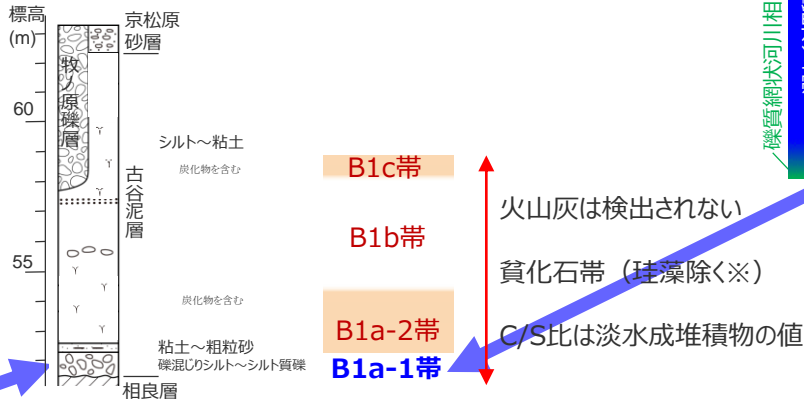 標高
(m)
京松原
砂層
牧ノ原礫層
60
シルト～粘土
炭化物を含む
古谷泥層
55
炭化物を含む
粘土～粗粒砂
礫混じりシルト～シルト質礫
相良層
B1c帯
B1b帯
B1a-2帯
B1a-1帯
火山灰は検出されない
貧化石帯（珪藻除く※）
C/S比は淡水成堆積物の値
礫質網状河川相